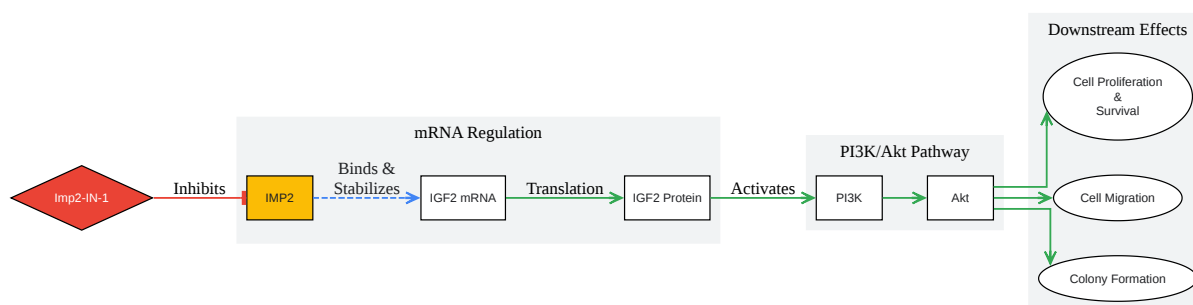 Downstream Effects
Cell Proliferation
&
Survival
mRNA Regulation
PI3K/Akt Pathway
Imp2-IN-1
Inhibits
IMP2
Binds &
Stabilizes
IGF2 mRNA
Translation
IGF2 Protein
Activates
PI3K
Akt
Cell Migration
Colony Formation